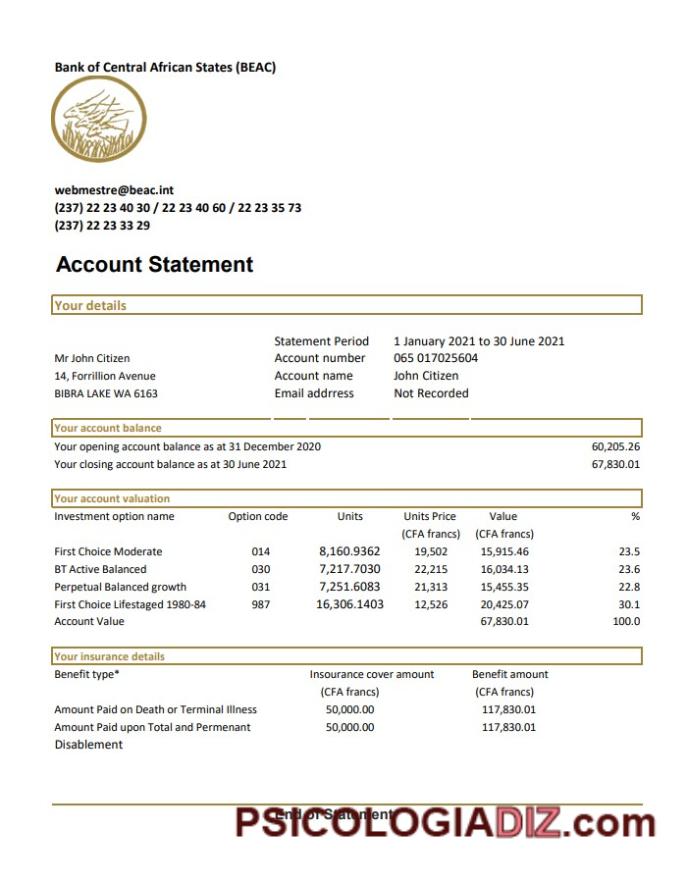 Bank of Central African States (BEAC)
webmestre@beac.int
(237) 22 23 40 30 / 22 23 40 60 / 22 23 35 73
(237) 22 23 33 29
Account Statement
Your details
Statement Period 1 January 2021 to 30 June 2021
Mr John Citizen Account number 065 017025604
14, Forrillion Avenue Account name John Citizen
BIBRA LAKE WA 6163 Email addrress Not Recorded
Your account balance
Your opening account balance as at 31 December 2020 60,205.26
Your closing account balance as at 30 June 2021 67,830.01
Your account valuation
Investment option name Option code Units Units Price Value %
(CFA francs) (CFA francs)
First Choice Moderate 014 8,160.9362 19,502 15,915.46 23.5
BT Active Balanced 030 7,217.7030 22,215 16,034.13 23.6
Perpetual Balanced growth 031 7,251.6083 21,313 15,455.35 22.8
First Choice Lifestaged 1980-84 987 16,306.1403 12,526 20,425.07 30.1
Account Value 67,830.01 100.0
Your insurance details
Benefit type* Insourance cover amount Benefit amount
(CFA francs) (CFA francs)
Amount Paid on Death or Terminal Illness 50,000.00 117,830.01
Amount Paid upon Total and Permenant 50,000.00 117,830.01
Disablement
End of Statement
PSICOLOGIADIZ.com